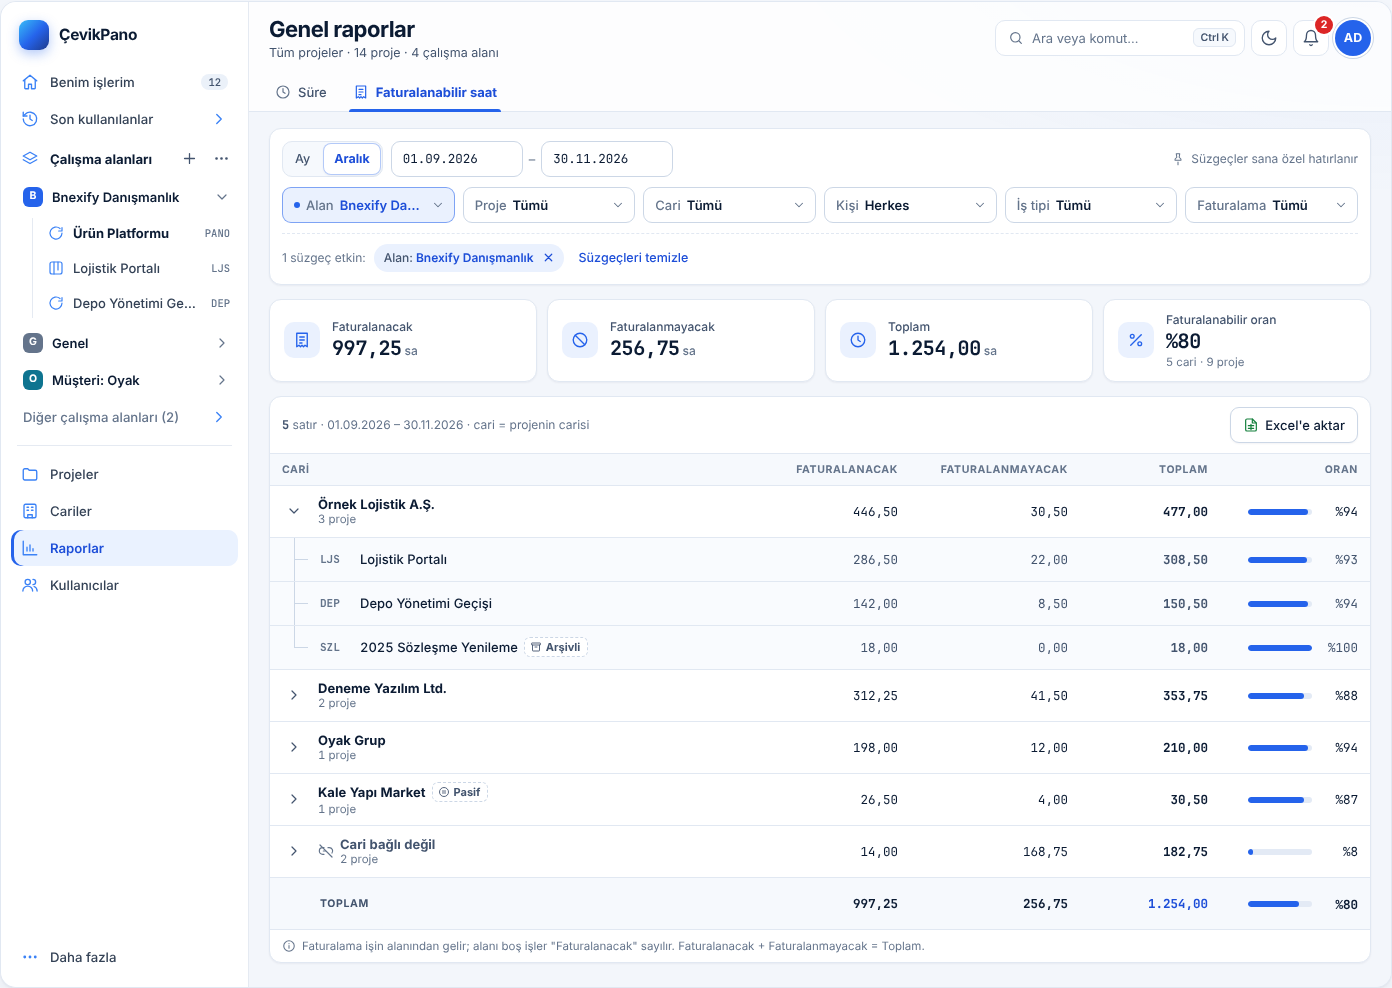 ÇevikPano
Benim işlerim 12
Son kullanılanlar
Çalışma alanları
B Bnexify Danışmanlık
Ürün Platformu PANO
Lojistik Portalı LJS
Depo Yönetimi Ge... DEP
G Genel
O Müşteri: Oyak
Diğer çalışma alanları (2)
Projeler
Cariler
Raporlar
Kullanıcılar
Daha fazla
Genel raporlar
Tüm projeler · 14 proje · 4 çalışma alanı
Ara veya komut... Ctrl K
2
AD
Süre Faturalanabilir saat
Ay Aralık 01.09.2026 – 30.11.2026
Süzgeçler sana özel hatırlanır
Alan Bnexify Da... Proje Tümü Cari Tümü Kişi Herkes İş tipi Tümü Faturalama Tümü
1 süzgeç etkin: Alan: Bnexify Danışmanlık Süzgeçleri temizle
Faturalanacak
997,25 sa
Faturalanmayacak
256,75 sa
Toplam
1.254,00 sa
Faturalanabilir oran
%80
5 cari · 9 proje
5 satır · 01.09.2026 – 30.11.2026 · cari = projenin carisi
Excel'e aktar
CARİ FATURALANACAK FATURALANMAYACAK TOPLAM ORAN
Örnek Lojistik A.Ş. 446,50 30,50 477,00 %94
3 proje
LJS Lojistik Portalı 286,50 22,00 308,50 %93
DEP Depo Yönetimi Geçişi 142,00 8,50 150,50 %94
SZL 2025 Sözleşme Yenileme Arşivli 18,00 0,00 18,00 %100
Deneme Yazılım Ltd. 312,25 41,50 353,75 %88
2 proje
Oyak Grup 198,00 12,00 210,00 %94
1 proje
Kale Yapı Market Pasif 26,50 4,00 30,50 %87
1 proje
Cari bağlı değil 14,00 168,75 182,75 %8
2 proje
TOPLAM 997,25 256,75 1.254,00 %80
Faturalama işin alanından gelir; alanı boş işler "Faturalanacak" sayılır. Faturalanacak + Faturalanmayacak = Toplam.